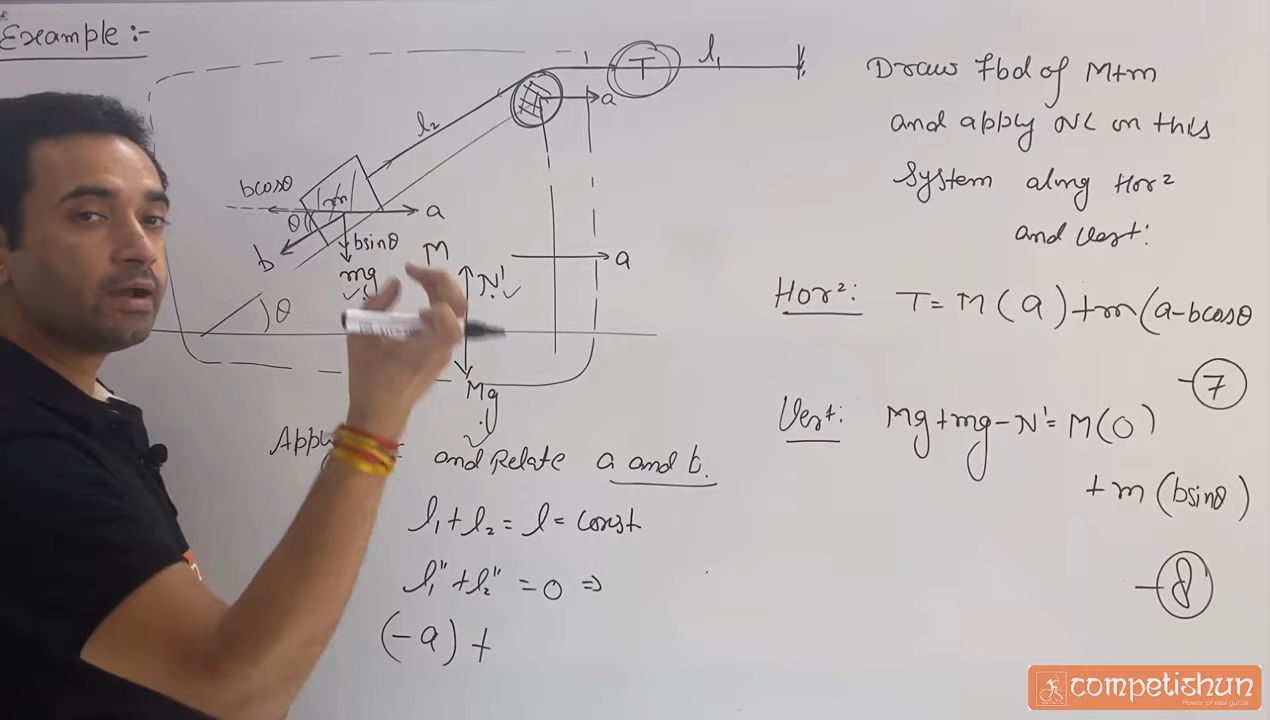 Example :-
T
l₁
a
l₂
bcosθ
m
a
θ
b
bsinθ
mg
M
N'
a
θ
Mg
and Relate a and b.
l₁ + l₂ = l = const
l₁'' + l₂'' = 0 ⇒
(-a) +
Draw fbd of M+m
and apply NL on this
System along Hor²
and Vert:
Hor²: T = M(a) + m(a-bcosθ
-⑦
Vert: Mg+mg-N' = M(0)
+ m(bsinθ)
-⑧
competishun
Power of real gurus